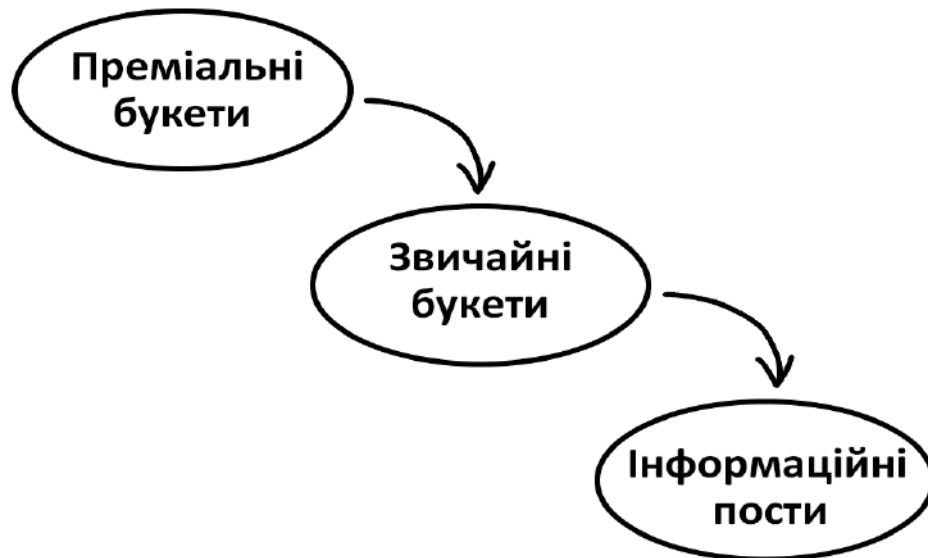 Преміальні
букети
Звичайні
букети
Інформаційні
пости